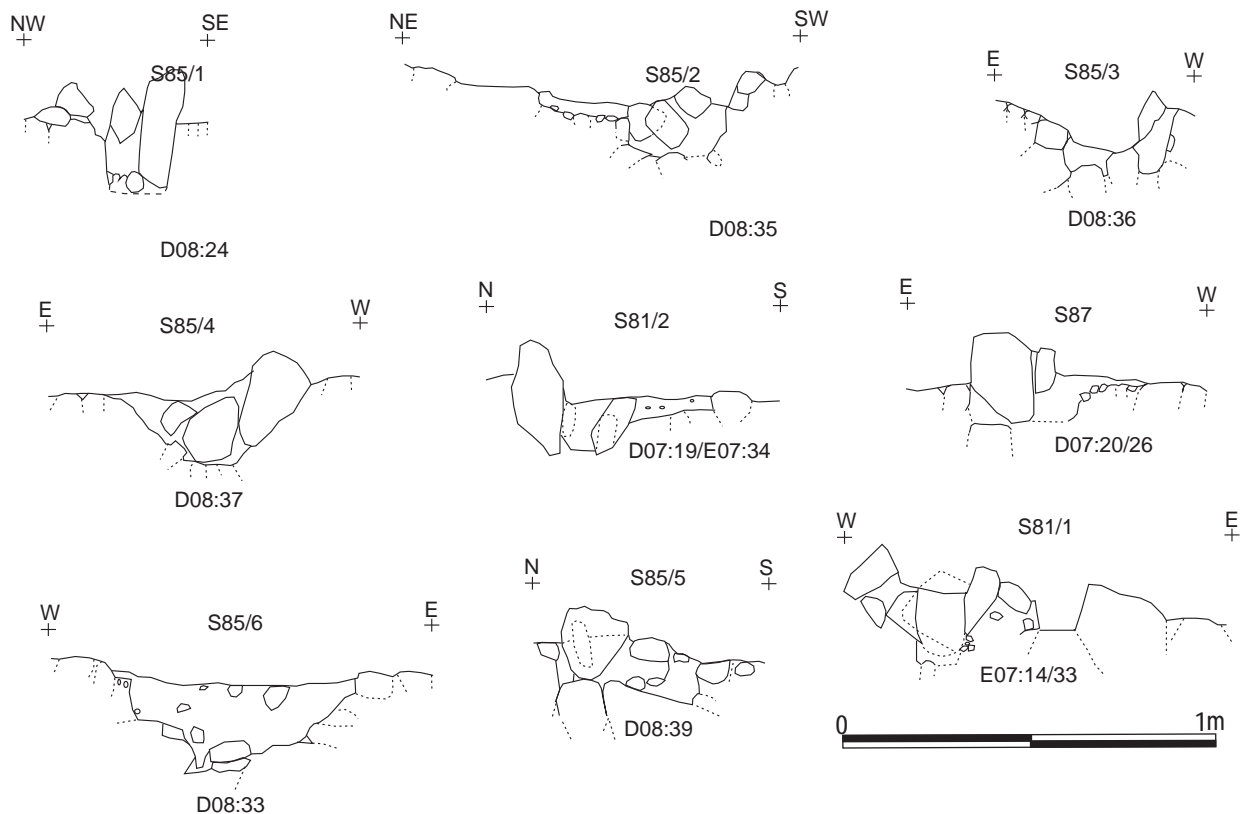 NW SE
S85/1
D08:24
NE SW
S85/2
D08:35
E W
S85/3
D08:36
E W
S85/4
D08:37
N S
S81/2
D07:19/E07:34
E W
S87
D07:20/26
W E
S85/6
D08:33
N S
S85/5
D08:39
W E
S81/1
E07:14/33
0 1m